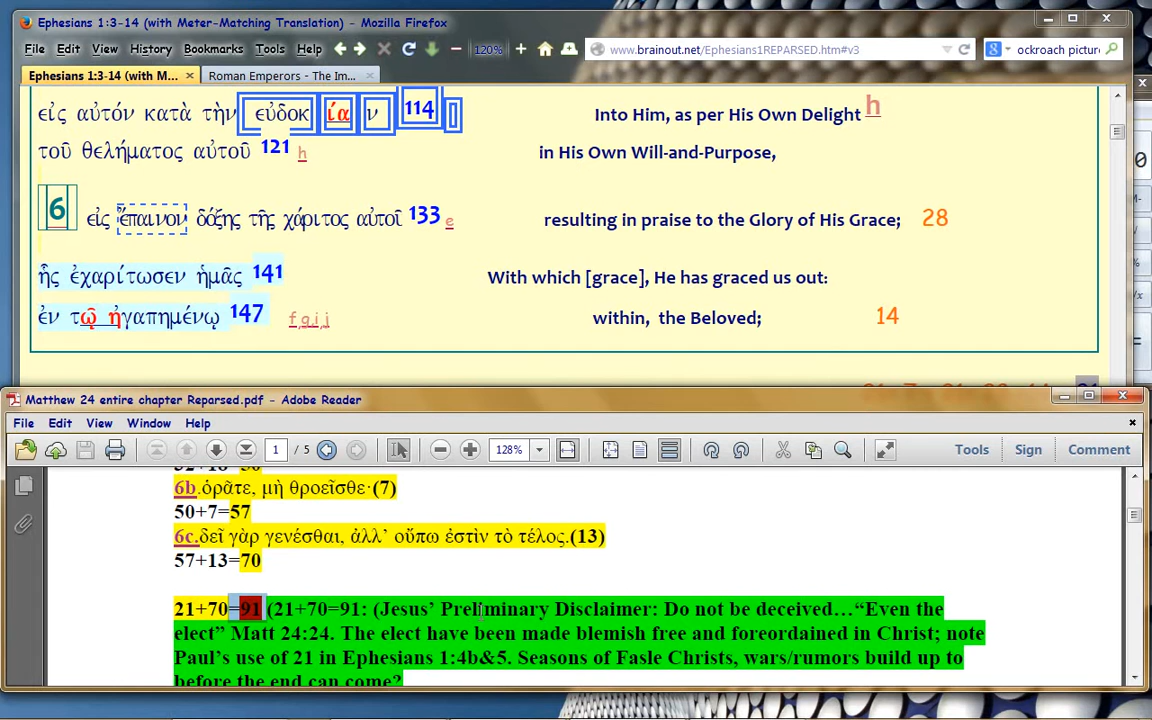 Ephesians 1:3-14 (with Meter-Matching Translation) - Mozilla Firefox
File Edit View History Bookmarks Tools Help 120% www.brainout.net/Ephesians1REPARSED.htm#v3 ockroach picture
Ephesians 1:3-14 (with M... × Roman Emperors - The Im... ×
εἰς αὐτόν κατὰ τὴν εὐδοκίαν 114 Into Him, as per His Own Delight h
τοῦ θελήματος αὐτοῦ 121 h in His Own Will-and-Purpose,
6 εἰς ἔπαινον δόξης τῆς χάριτος αὐτοῖ 133 e resulting in praise to the Glory of His Grace; 28
ἧς ἐχαρίτωσεν ἡμᾶς 141 With which [grace], He has graced us out:
ἐν τῷ ἠγαπημένῳ 147 f g i j within, the Beloved; 14
Matthew 24 entire chapter Reparsed.pdf - Adobe Reader
File Edit View Window Help
1 / 5 128% Tools Sign Comment
6b.ὁρᾶτε, μὴ θροεῖσθε·(7)
50+7=57
6c.δεῖ γὰρ γενέσθαι, ἀλλ’ οὔπω ἐστὶν τὸ τέλος.(13)
57+13=70
21+70=91 (21+70=91: (Jesus’ Preliminary Disclaimer: Do not be deceived…“Even the
elect” Matt 24:24. The elect have been made blemish free and foreordained in Christ; note
Paul’s use of 21 in Ephesians 1:4b&5. Seasons of Fasle Christs, wars/rumors build up to
before the end can come?